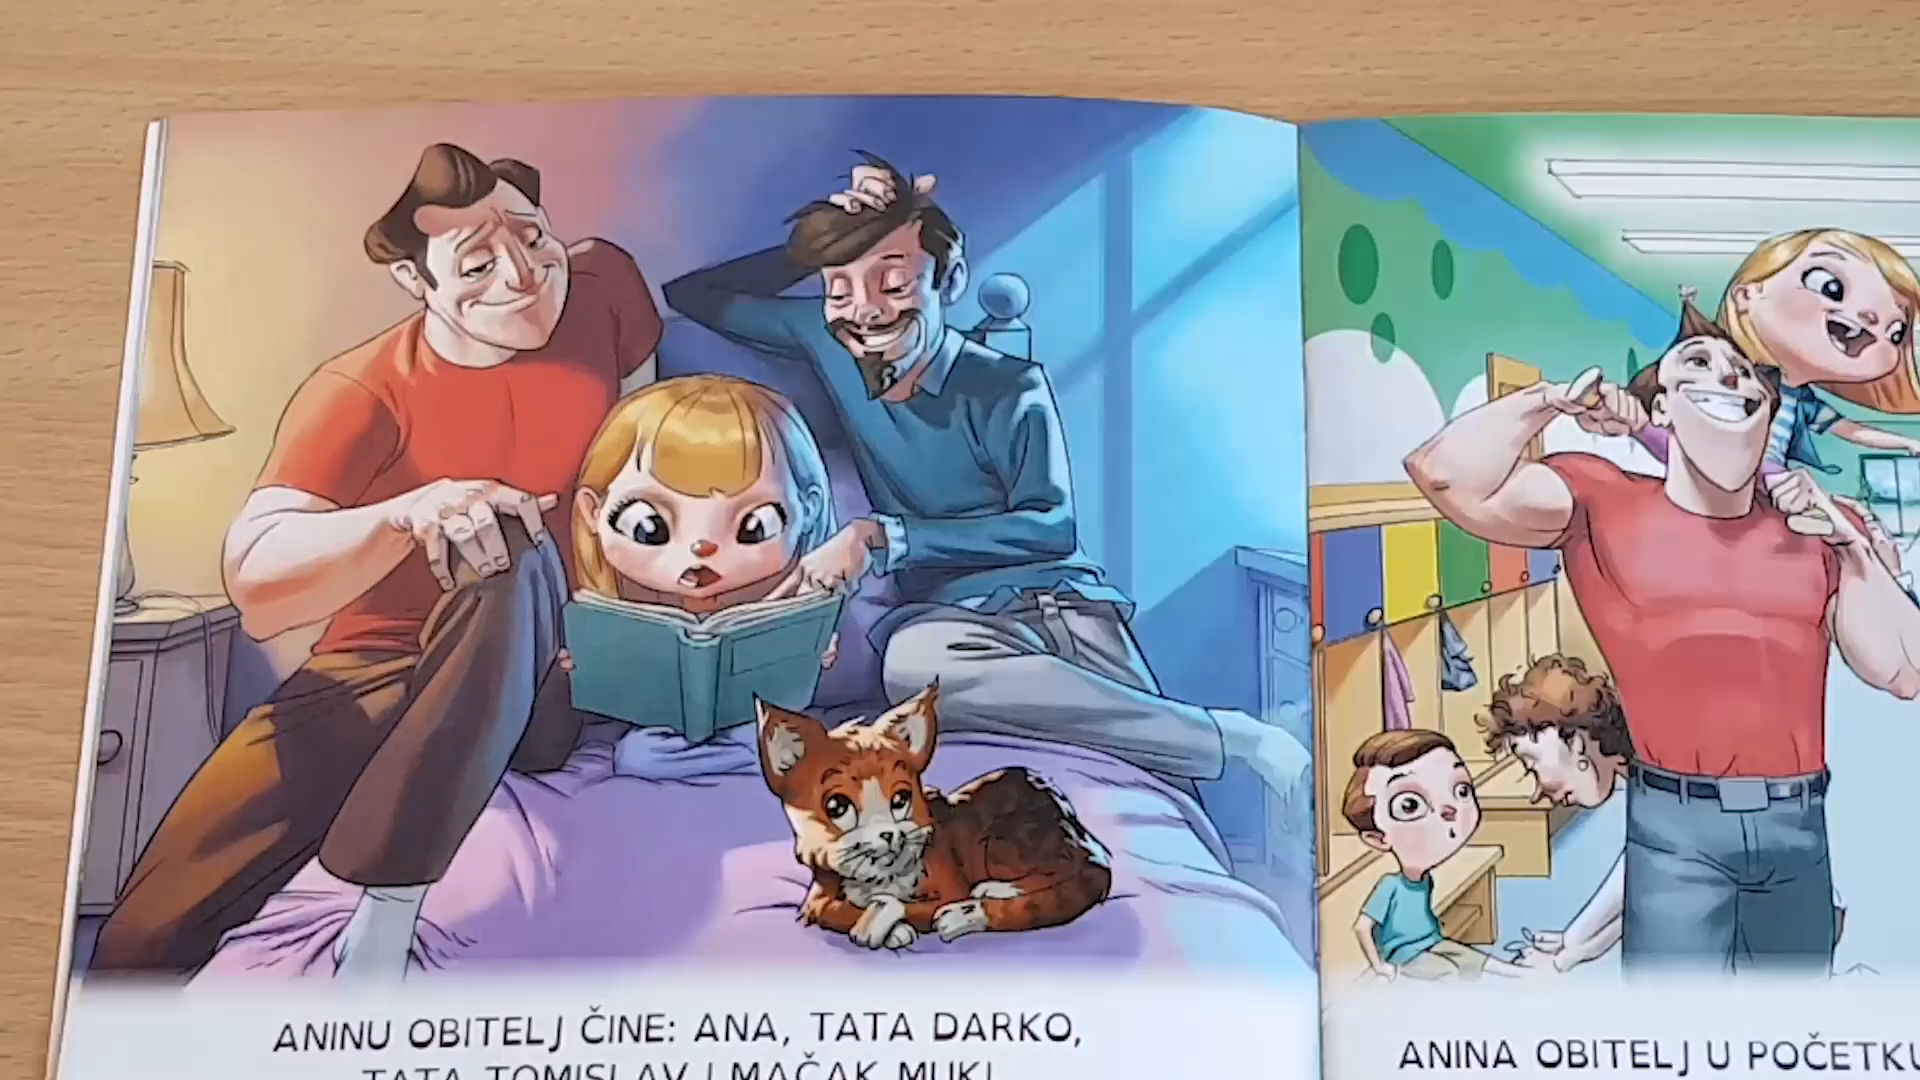 ANINU OBITELJ ČINE: ANA, TATA DARKO,
TATA TOMISLAV I MAČAK MUKI
ANINA OBITELJ U POČETKU